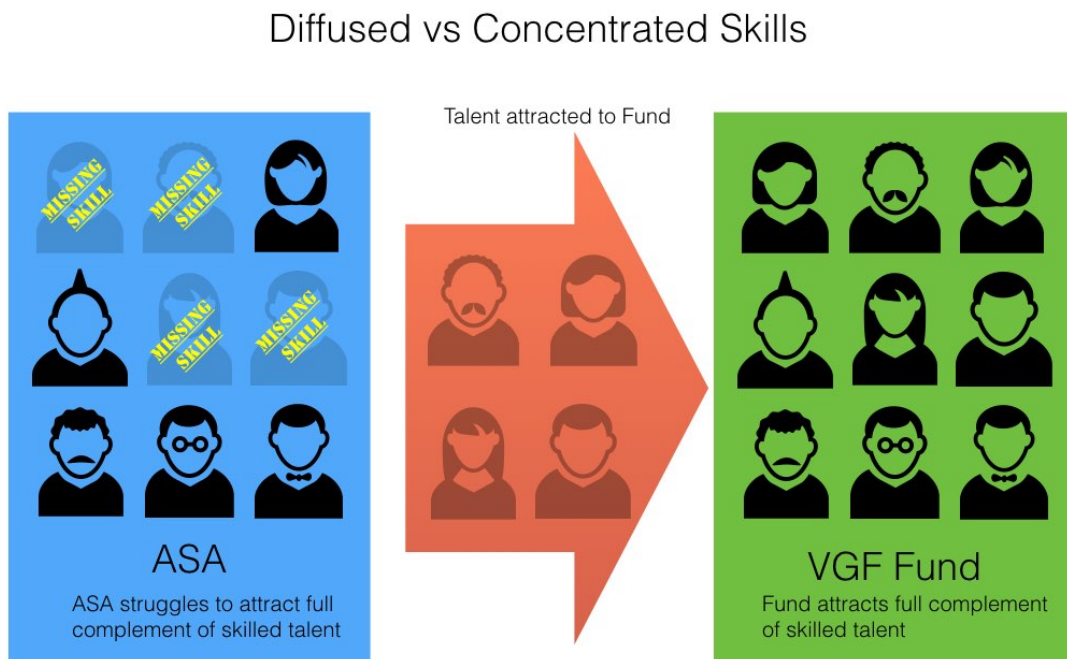 Diffused vs Concentrated Skills
Talent attracted to Fund
MISSING
SKILL
MISSING
SKILL
MISSING
SKILL
MISSING
SKILL
ASA
ASA struggles to attract full
complement of skilled talent
VGF Fund
Fund attracts full complement
of skilled talent